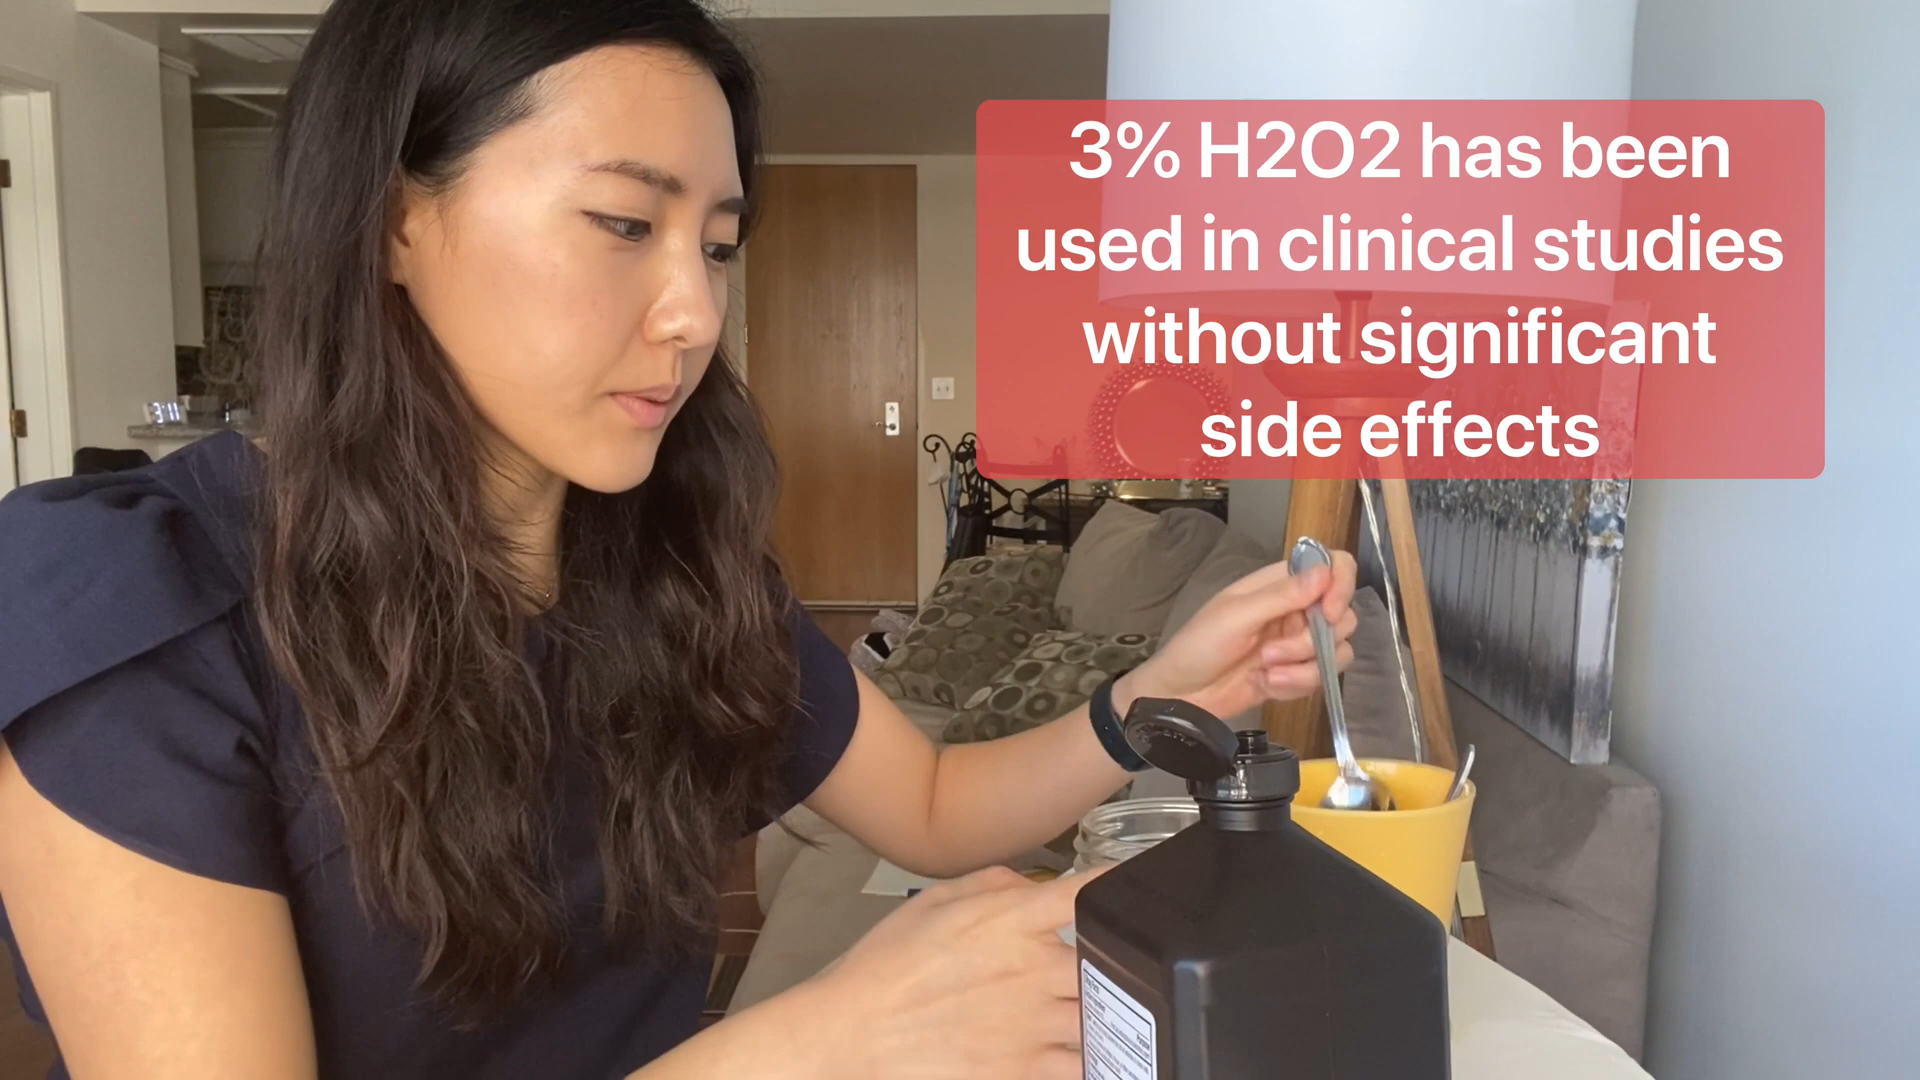 3% H2O2 has been
used in clinical studies
without significant
side effects